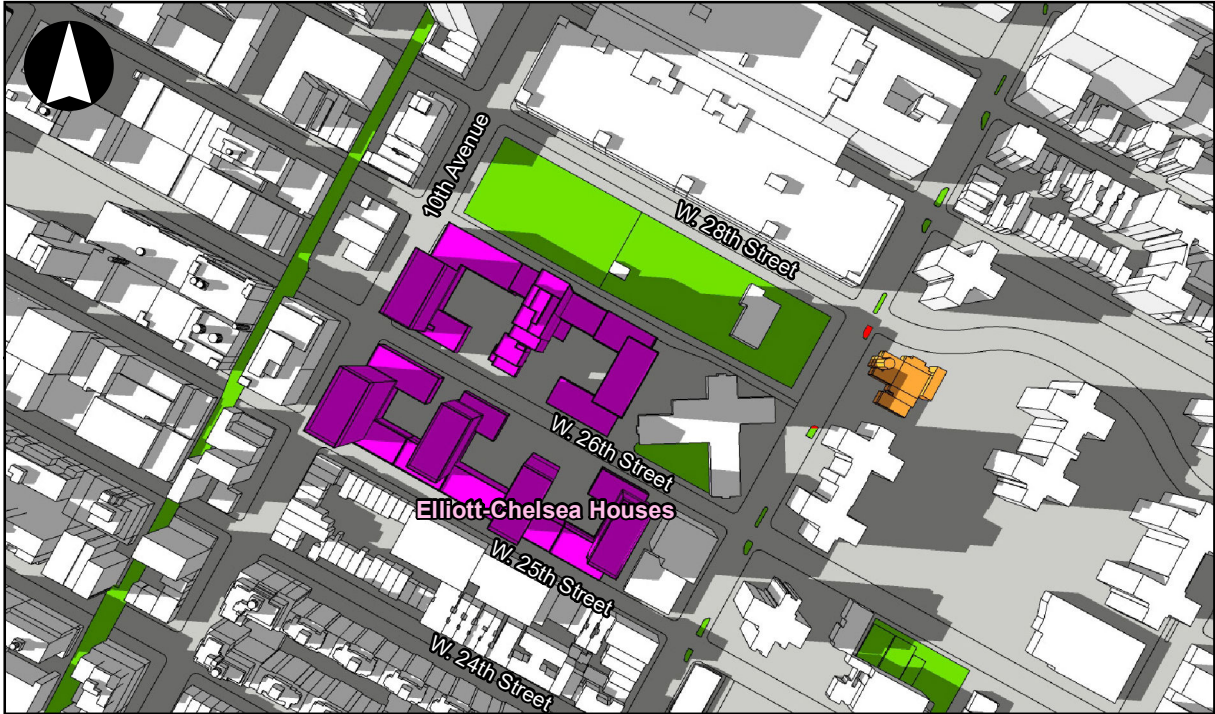 10th Avenue
W. 28th Street
W. 26th Street
Elliott-Chelsea Houses
W. 25th Street
W. 24th Street